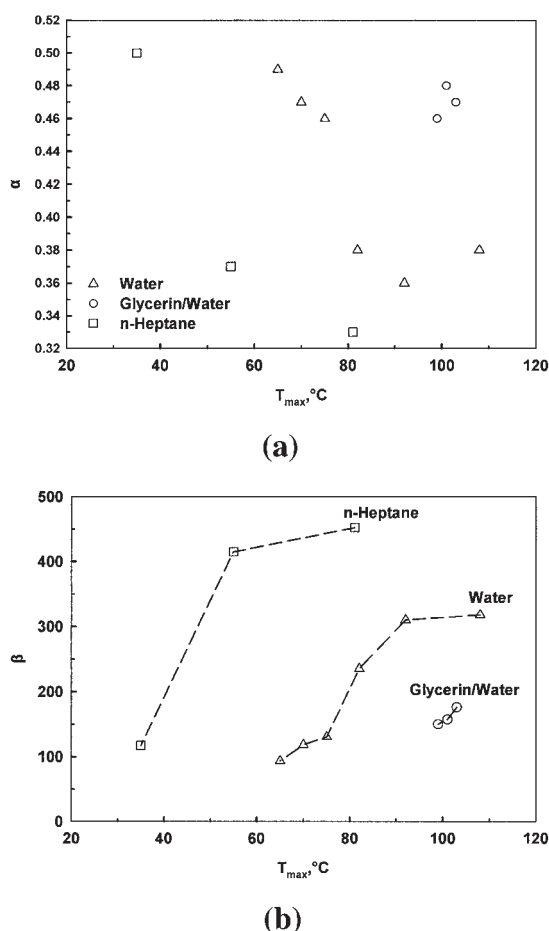 0.52
0.50
0.48
0.46
0.44
0.42
0.40
0.38
0.36
0.34
0.32
α
Water
Glycerin/Water
n-Heptane
20 40 60 80 100 120
Tmax,°C
(a)
500
400
300
200
100
0
β
n-Heptane
Water
Glycerin/Water
20 40 60 80 100 120
Tmax,°C
(b)